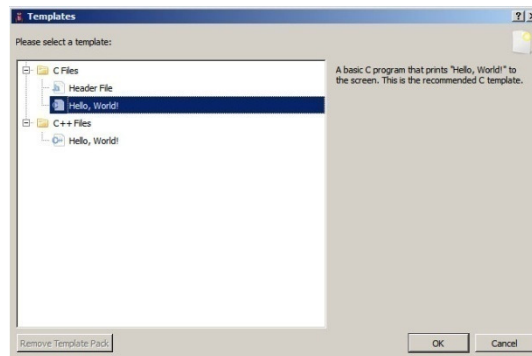 Templates
Please select a template:
C Files
Header File
Hello, World!
C++ Files
Hello, World!
A basic C program that prints "Hello, World!" to
the screen. This is the recommended C template.
Remove Template Pack
OK
Cancel